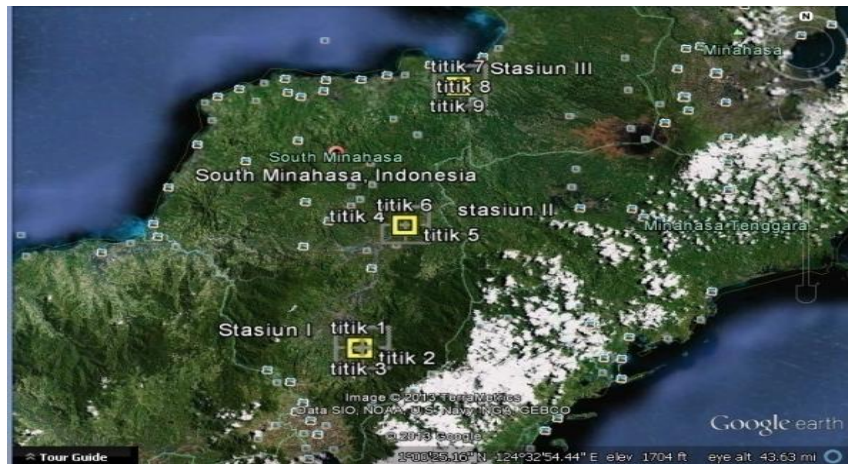 N
Minahasa
titik 7 Stasiun III
titik 8
titik 9
South Minahasa
South Minahasa, Indonesia
titik 6
titik 4 stasiun II
titik 5
Minahasa Tenggara
Stasiun I titik 1
titik 2
titik 3
Image © 2013 TerraMetrics
Data SIO, NOAA, U.S. Navy, NGA, GEBCO
© 2013 Google
Google earth
Tour Guide
1°00'25.16" N 124°32'54.44" E elev 1704 ft eye alt 43.63 mi